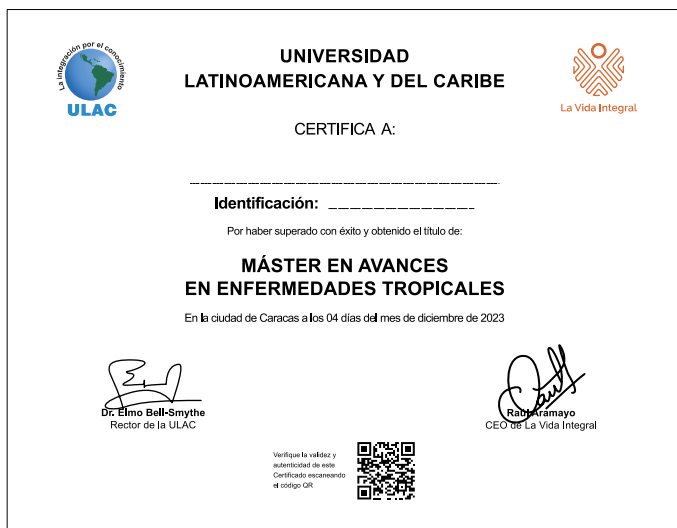 La integración por el conocimiento
ULAC
UNIVERSIDAD
LATINOAMERICANA Y DEL CARIBE
La Vida Integral
CERTIFICA A:
Identificación:
Por haber superado con éxito y obtenido el título de:
MÁSTER EN AVANCES
EN ENFERMEDADES TROPICALES
En la ciudad de Caracas a los 04 días del mes de diciembre de 2023
Dr. Elmo Bell-Smythe
Rector de la ULAC
Raúl Aramayo
CEO de La Vida Integral
Verifique la validez y
autenticidad de este
Certificado escaneando
el código QR